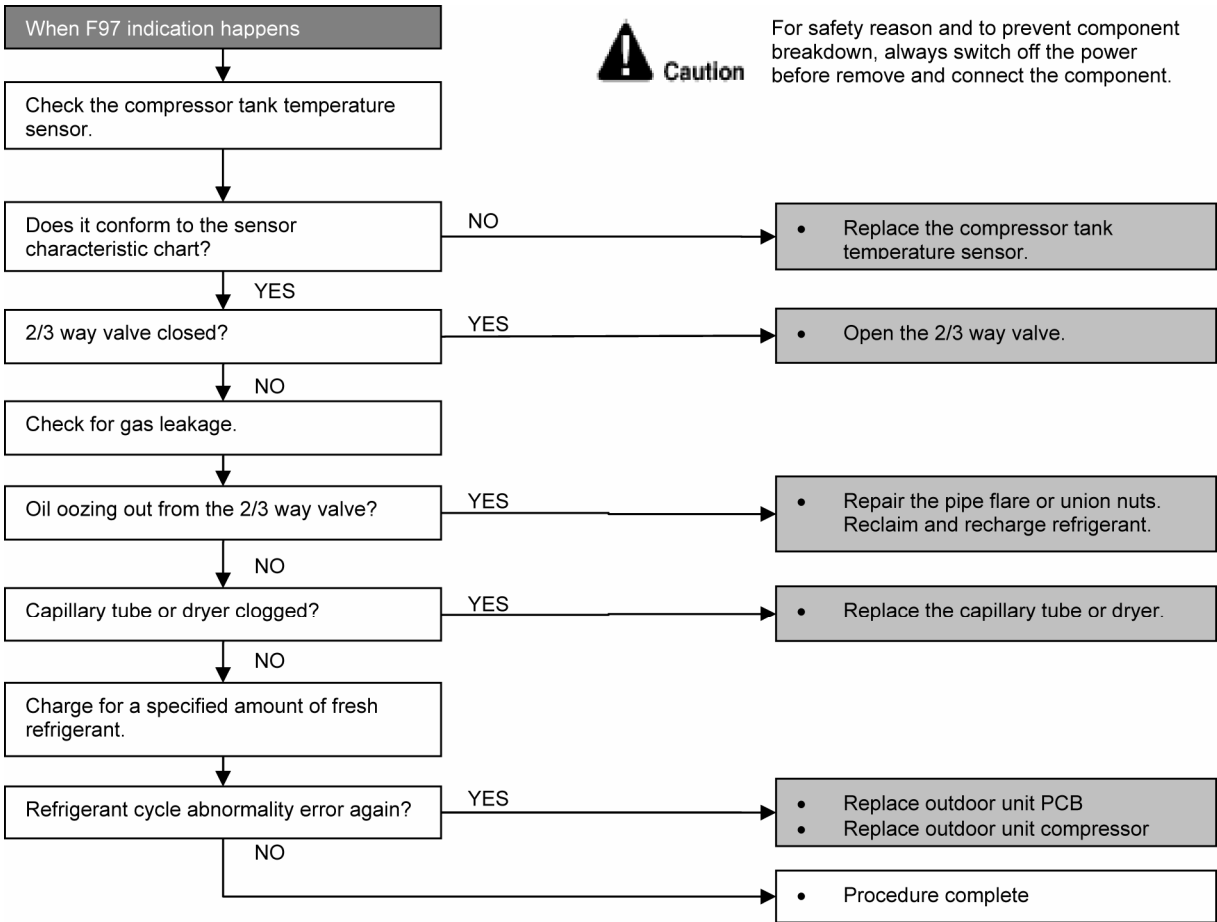 When F97 indication happens
Caution
For safety reason and to prevent component
breakdown, always switch off the power
before remove and connect the component.
Check the compressor tank temperature
sensor.
Does it conform to the sensor
characteristic chart?
NO
• Replace the compressor tank
temperature sensor.
YES
2/3 way valve closed?
YES
• Open the 2/3 way valve.
NO
Check for gas leakage.
Oil oozing out from the 2/3 way valve?
YES
• Repair the pipe flare or union nuts.
Reclaim and recharge refrigerant.
NO
Capillary tube or dryer clogged?
YES
• Replace the capillary tube or dryer.
NO
Charge for a specified amount of fresh
refrigerant.
Refrigerant cycle abnormality error again?
YES
• Replace outdoor unit PCB
• Replace outdoor unit compressor
NO
• Procedure complete